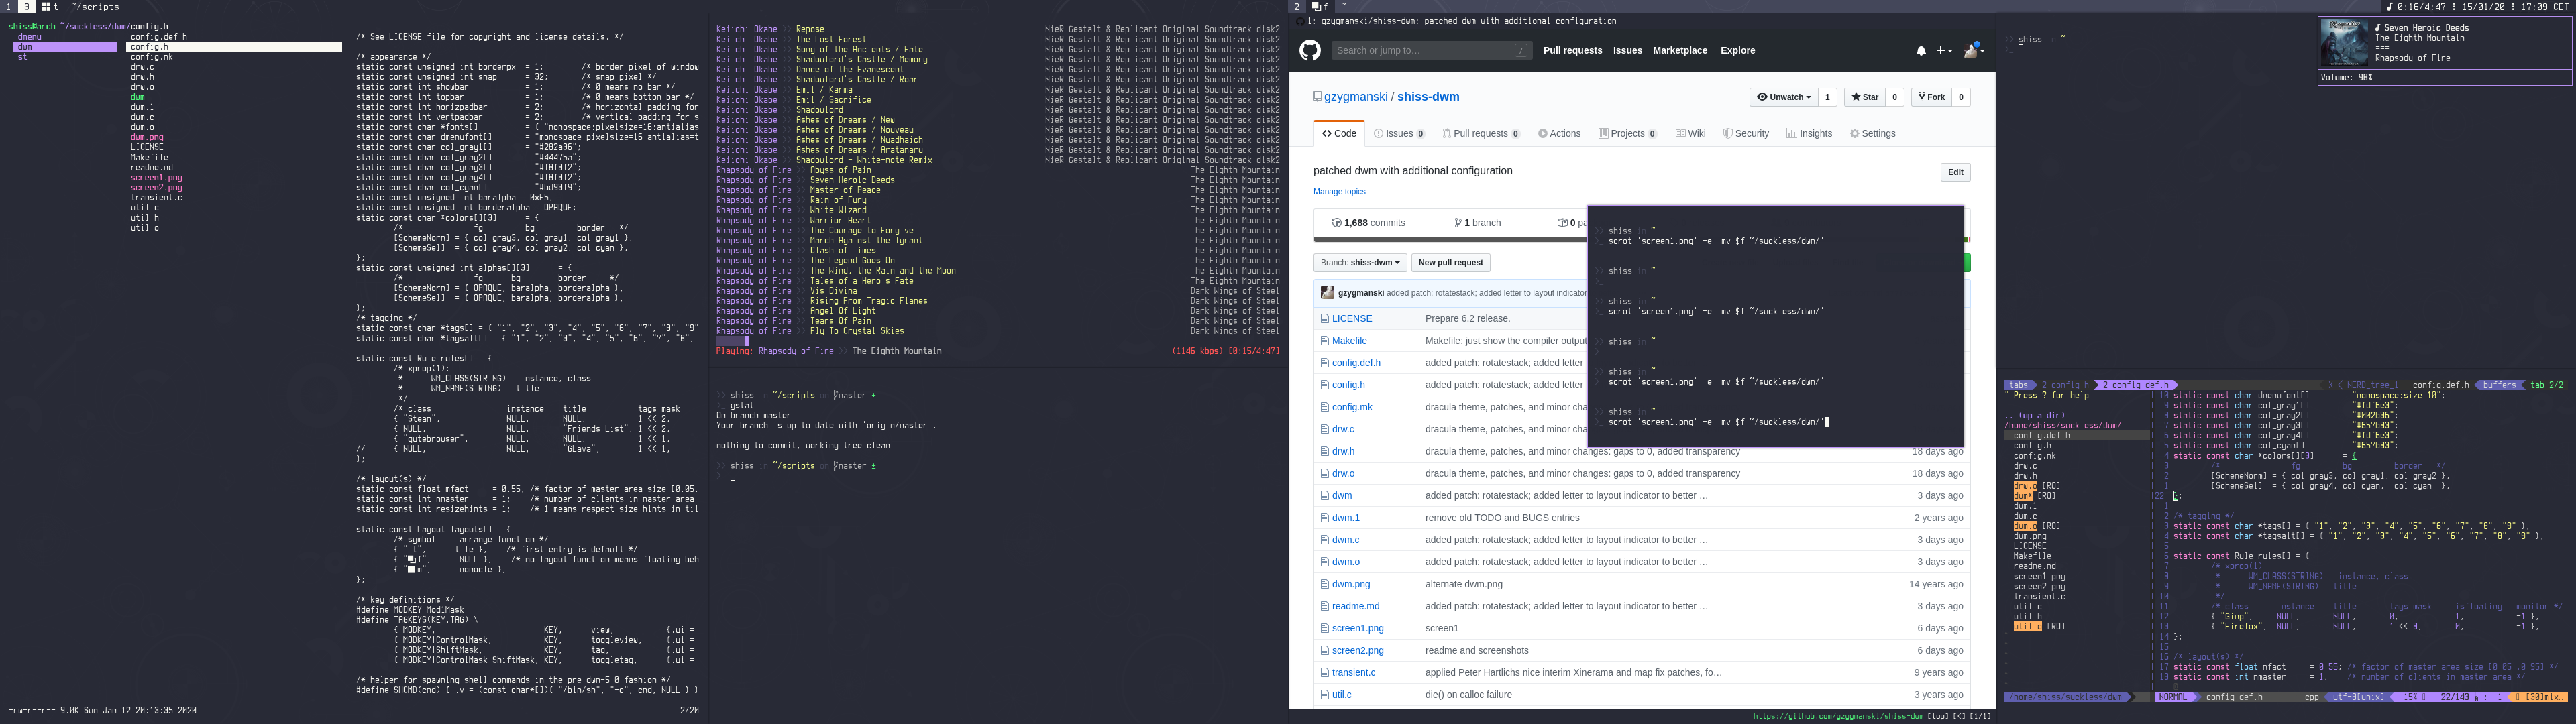 1 3 t ~/scripts
shiss@arch:~/suckless/dwm/config.h
dmenu
dwm
st
config.def.h
config.h
config.mk
drw.c
drw.h
drw.o
dwm
dwm.1
dwm.c
dwm.o
dwm.png
LICENSE
Makefile
readme.md
screen1.png
screen2.png
transient.c
util.c
util.h
util.o
/* See LICENSE file for copyright and license details. */
/* appearance */
static const unsigned int borderpx = 1; /* border pixel of window
static const unsigned int snap = 32; /* snap pixel */
static const int showbar = 1; /* 0 means no bar */
static const int topbar = 1; /* 0 means bottom bar */
static const int horizpadbar = 2; /* horizontal padding for
static const int vertpadbar = 2; /* vertical padding for s
static const char *fonts[] = { "monospace:pixelsize=16:antialias
static const char dmenufont[] = "monospace:pixelsize=16:antialias=t
static const char col_gray1[] = "#282a36";
static const char col_gray2[] = "#44475a";
static const char col_gray3[] = "#f8f8f2";
static const char col_gray4[] = "#f8f8f2";
static const char col_cyan[] = "#bd93f9";
static const unsigned int baralpha = 0xF5;
static const unsigned int borderalpha = OPAQUE;
static const char *colors[][3] = {
/* fg bg border */
[SchemeNorm] = { col_gray3, col_gray1, col_gray1 },
[SchemeSel] = { col_gray4, col_gray2, col_cyan },
};
static const unsigned int alphas[][3] = {
/* fg bg border */
[SchemeNorm] = { OPAQUE, baralpha, borderalpha },
[SchemeSel] = { OPAQUE, baralpha, borderalpha },
};
/* tagging */
static const char *tags[] = { "1", "2", "3", "4", "5", "6", "7", "8", "9"
static const char *tagsalt[] = { "1", "2", "3", "4", "5", "6", "7", "8",
static const Rule rules[] = {
/* xprop(1):
* WM_CLASS(STRING) = instance, class
* WM_NAME(STRING) = title
*/
/* class instance title tags mask
{ "Steam", NULL, NULL, 1 << 2,
{ NULL, NULL, "Friends List", 1 << 2,
{ "qutebrowser", NULL, NULL, 1 << 1,
// { NULL, NULL, "GLava", 1 << 1,
};
/* layout(s) */
static const float mfact = 0.55; /* factor of master area size [0.05.
static const int nmaster = 1; /* number of clients in master area
static const int resizehints = 1; /* 1 means respect size hints in til
static const Layout layouts[] = {
/* symbol arrange function */
{ " t", tile }, /* first entry is default */
{ "f", NULL }, /* no layout function means floating beh
{ " m", monocle },
};
/* key definitions */
#define MODKEY Mod1Mask
#define TAGKEYS(KEY,TAG) \
{ MODKEY, KEY, view, {.ui =
{ MODKEY|ControlMask, KEY, toggleview, {.ui =
{ MODKEY|ShiftMask, KEY, tag, {.ui =
{ MODKEY|ControlMask|ShiftMask, KEY, toggletag, {.ui =
/* helper for spawning shell commands in the pre dwm-5.0 fashion */
#define SHCMD(cmd) { .v = (const char*[]){ "/bin/sh", "-c", cmd, NULL } }
-rw-r--r-- 9.0K Sun Jan 12 20:13:35 2020 2/20
Keiichi Okabe >> Repose NieR Gestalt & Replicant Original Soundtrack disk2
Keiichi Okabe >> The Lost Forest NieR Gestalt & Replicant Original Soundtrack disk2
Keiichi Okabe >> Song of the Ancients / Fate NieR Gestalt & Replicant Original Soundtrack disk2
Keiichi Okabe >> Shadowlord's Castle / Memory NieR Gestalt & Replicant Original Soundtrack disk2
Keiichi Okabe >> Dance of the Evanescent NieR Gestalt & Replicant Original Soundtrack disk2
Keiichi Okabe >> Shadowlord's Castle / Roar NieR Gestalt & Replicant Original Soundtrack disk2
Keiichi Okabe >> Emil / Karma NieR Gestalt & Replicant Original Soundtrack disk2
Keiichi Okabe >> Emil / Sacrifice NieR Gestalt & Replicant Original Soundtrack disk2
Keiichi Okabe >> Shadowlord NieR Gestalt & Replicant Original Soundtrack disk2
Keiichi Okabe >> Ashes of Dreams / New NieR Gestalt & Replicant Original Soundtrack disk2
Keiichi Okabe >> Ashes of Dreams / Nouveau NieR Gestalt & Replicant Original Soundtrack disk2
Keiichi Okabe >> Ashes of Dreams / Nuadhaich NieR Gestalt & Replicant Original Soundtrack disk2
Keiichi Okabe >> Ashes of Dreams / Aratanaru NieR Gestalt & Replicant Original Soundtrack disk2
Keiichi Okabe >> Shadowlord - White-note Remix NieR Gestalt & Replicant Original Soundtrack disk2
Rhapsody of Fire >> Abyss of Pain The Eighth Mountain
Rhapsody of Fire >> Seven Heroic Deeds The Eighth Mountain
Rhapsody of Fire >> Master of Peace The Eighth Mountain
Rhapsody of Fire >> Rain of Fury The Eighth Mountain
Rhapsody of Fire >> White Wizard The Eighth Mountain
Rhapsody of Fire >> Warrior Heart The Eighth Mountain
Rhapsody of Fire >> The Courage to Forgive The Eighth Mountain
Rhapsody of Fire >> March Against the Tyrant The Eighth Mountain
Rhapsody of Fire >> Clash of Times The Eighth Mountain
Rhapsody of Fire >> The Legend Goes On The Eighth Mountain
Rhapsody of Fire >> The Wind, the Rain and the Moon The Eighth Mountain
Rhapsody of Fire >> Tales of a Hero's Fate The Eighth Mountain
Rhapsody of Fire >> Vis Divina Dark Wings of Steel
Rhapsody of Fire >> Rising From Tragic Flames Dark Wings of Steel
Rhapsody of Fire >> Angel Of Light Dark Wings of Steel
Rhapsody of Fire >> Tears Of Pain Dark Wings of Steel
Rhapsody of Fire >> Fly To Crystal Skies Dark Wings of Steel
Playing: Rhapsody of Fire >> The Eighth Mountain (1146 kbps) [0:15/4:47]
>> shiss in ~/scripts on master ±
>_ gstat
On branch master
Your branch is up to date with 'origin/master'.
nothing to commit, working tree clean
>> shiss in ~/scripts on master ±
>_
2 f ~
1: gzygmanski/shiss-dwm: patched dwm with additional configuration
Search or jump to… /
Pull requests Issues Marketplace Explore
gzygmanski / shiss-dwm
Unwatch 1 Star 0 Fork 0
Code Issues 0 Pull requests 0 Actions Projects 0 Wiki Security Insights Settings
patched dwm with additional configuration Edit
Manage topics
1,688 commits 1 branch 0 pa
Branch: shiss-dwm New pull request
gzygmanski added patch: rotatestack; added letter to layout indicator
LICENSE Prepare 6.2 release.
Makefile Makefile: just show the compiler output
config.def.h added patch: rotatestack; added letter t
config.h added patch: rotatestack; added letter t
config.mk dracula theme, patches, and minor cha
drw.c dracula theme, patches, and minor cha
drw.h dracula theme, patches, and minor changes: gaps to 0, added transparency 18 days ago
drw.o dracula theme, patches, and minor changes: gaps to 0, added transparency 18 days ago
dwm added patch: rotatestack; added letter to layout indicator to better … 3 days ago
dwm.1 remove old TODO and BUGS entries 2 years ago
dwm.c added patch: rotatestack; added letter to layout indicator to better … 3 days ago
dwm.o added patch: rotatestack; added letter to layout indicator to better … 3 days ago
dwm.png alternate dwm.png 14 years ago
readme.md added patch: rotatestack; added letter to layout indicator to better … 3 days ago
screen1.png screen1 6 days ago
screen2.png readme and screenshots 6 days ago
transient.c applied Peter Hartlichs nice interim Xinerama and map fix patches, fo… 9 years ago
util.c die() on calloc failure 3 years ago
https://github.com/gzygmanski/shiss-dwm [top] [<] [1/1]
>> shiss in ~
>_ scrot 'screen1.png' -e 'mv $f ~/suckless/dwm/'
>> shiss in ~
>_
>> shiss in ~
>_ scrot 'screen1.png' -e 'mv $f ~/suckless/dwm/'
>> shiss in ~
>_
>> shiss in ~
>_ scrot 'screen1.png' -e 'mv $f ~/suckless/dwm/'
>> shiss in ~
>_ scrot 'screen1.png' -e 'mv $f ~/suckless/dwm/'
0:16/4:47 15/01/20 17:09 CET
>> shiss in ~
>_
Seven Heroic Deeds
The Eighth Mountain
===
Rhapsody of Fire
Volume: 98%
tabs 2 config.h 2 config.def.h X < NERD_tree_1 config.def.h buffers tab 2/2
" Press ? for help
.. (up a dir)
/home/shiss/suckless/dwm/
config.def.h
config.h
config.mk
drw.c
drw.h
drw.o [RO]
dwm* [RO]
dwm.1
dwm.c
dwm.o [RO]
dwm.png
LICENSE
Makefile
readme.md
screen1.png
screen2.png
transient.c
util.c
util.h
util.o [RO]
10 static const char dmenufont[] = "monospace:size=10";
9 static const char col_gray1[] = "#fdf6e3";
8 static const char col_gray2[] = "#002b36";
7 static const char col_gray3[] = "#657b83";
6 static const char col_gray4[] = "#fdf6e3";
5 static const char col_cyan[] = "#657b83";
4 static const char *colors[][3] = {
3 /* fg bg border */
2 [SchemeNorm] = { col_gray3, col_gray1, col_gray2 },
1 [SchemeSel] = { col_gray4, col_cyan, col_cyan },
22 };
1
2 /* tagging */
3 static const char *tags[] = { "1", "2", "3", "4", "5", "6", "7", "8", "9" };
4 static const char *tagsalt[] = { "1", "2", "3", "4", "5", "6", "7", "8", "9" };
5
6 static const Rule rules[] = {
7 /* xprop(1):
8 * WM_CLASS(STRING) = instance, class
9 * WM_NAME(STRING) = title
10 */
11 /* class instance title tags mask isfloating monitor */
12 { "Gimp", NULL, NULL, 0, 1, -1 },
13 { "Firefox", NULL, NULL, 1 << 8, 0, -1 },
14 };
15
16 /* layout(s) */
17 static const float mfact = 0.55; /* factor of master area size [0.05..0.95] */
18 static const int nmaster = 1; /* number of clients in master area */
/home/shiss/suckless/dwm NORMAL config.def.h cpp utf-8[unix] 15% 22/143 : 1 [30]mix…